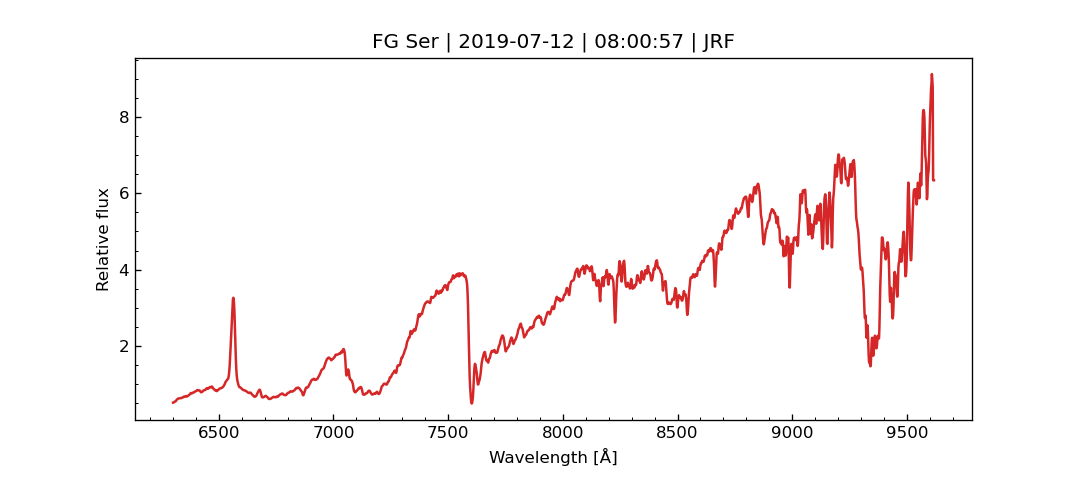 FG Ser | 2019-07-12 | 08:00:57 | JRF
Relative flux
8
6
4
2
6500 7000 7500 8000 8500 9000 9500
Wavelength [Å]